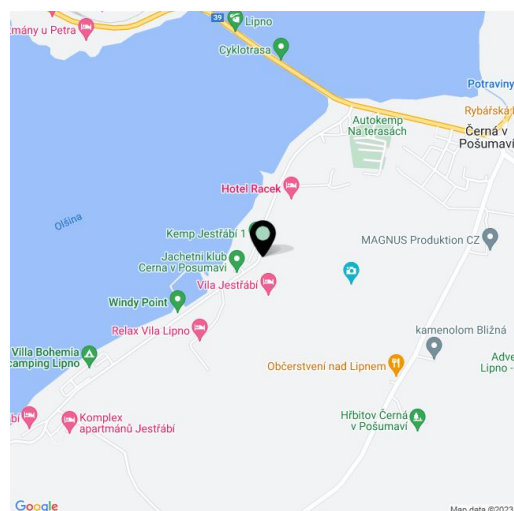 39
Lipno
mány u Petra
Cyklotrasa
Potraviny
Rybářská
Autokemp
Na terasách
Černá v
Pošumaví
Hotel Racek
Olšina
Kemp Jestřábí 1
MAGNUS Produktion CZ
Jachetní klub
Cerna v Posumavi
Vila Jestřábí
Windy Point
Relax Vila Lipno
kamenolom Bližná
Villa Bohemia
camping Lipno
Adve
Lipno -
Občerstvení nad Lipnem
bí
Komplex
apartmánů Jestřábí
Hřbitov Černá
v Pošumaví
Google
Map data ©2023